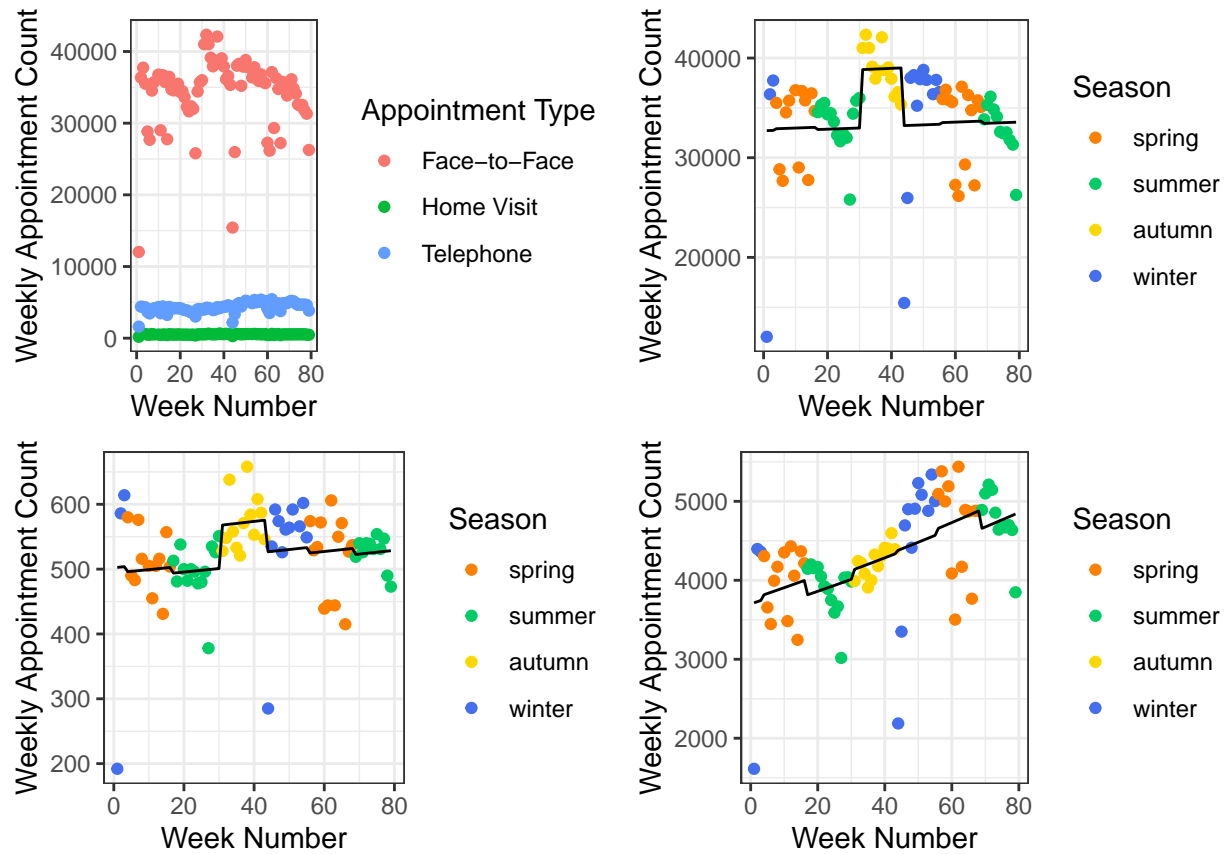 Weekly Appointment Count
40000
30000
20000
10000
0
0 20 40 60 80
Week Number
Appointment Type
Face−to−Face
Home Visit
Telephone
Weekly Appointment Count
40000
30000
20000
0 20 40 60 80
Week Number
Season
spring
summer
autumn
winter
Weekly Appointment Count
600
500
400
300
200
0 20 40 60 80
Week Number
Season
spring
summer
autumn
winter
Weekly Appointment Count
5000
4000
3000
2000
0 20 40 60 80
Week Number
Season
spring
summer
autumn
winter